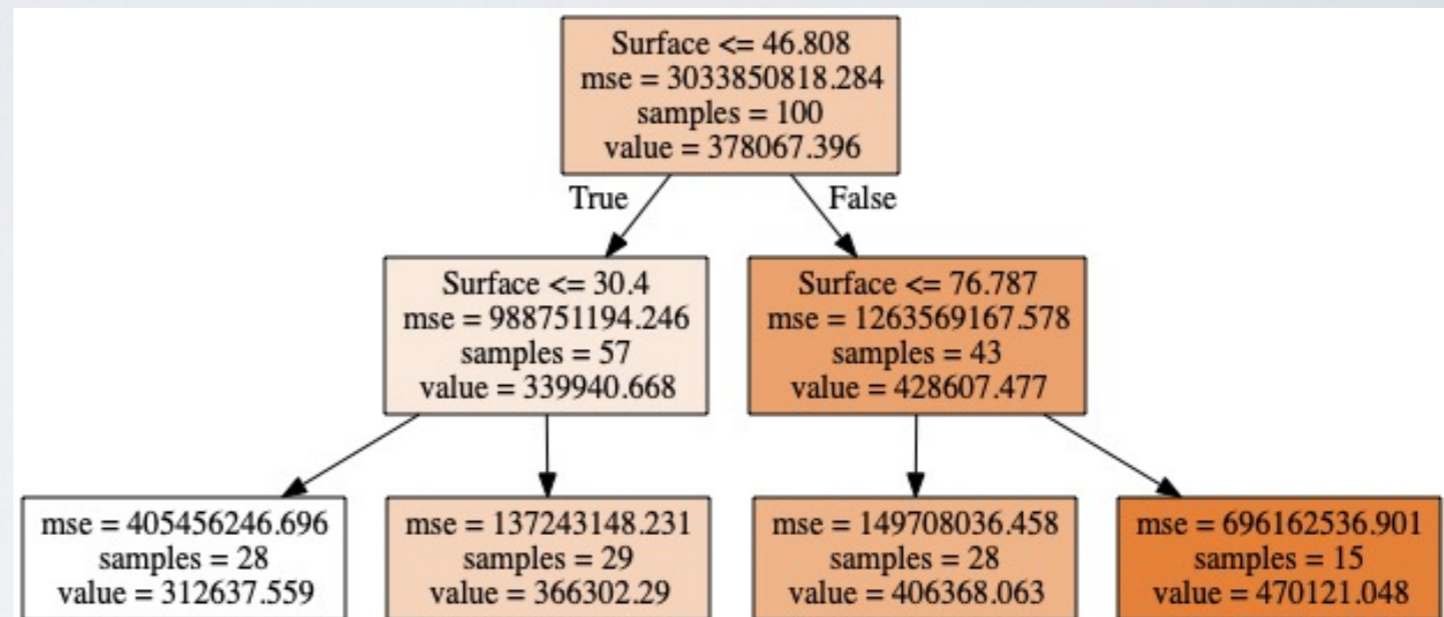 Surface <= 46.808
mse = 3033850818.284
samples = 100
value = 378067.396
True
False
Surface <= 30.4
mse = 988751194.246
samples = 57
value = 339940.668
Surface <= 76.787
mse = 1263569167.578
samples = 43
value = 428607.477
mse = 405456246.696
samples = 28
value = 312637.559
mse = 137243148.231
samples = 29
value = 366302.29
mse = 149708036.458
samples = 28
value = 406368.063
mse = 696162536.901
samples = 15
value = 470121.048